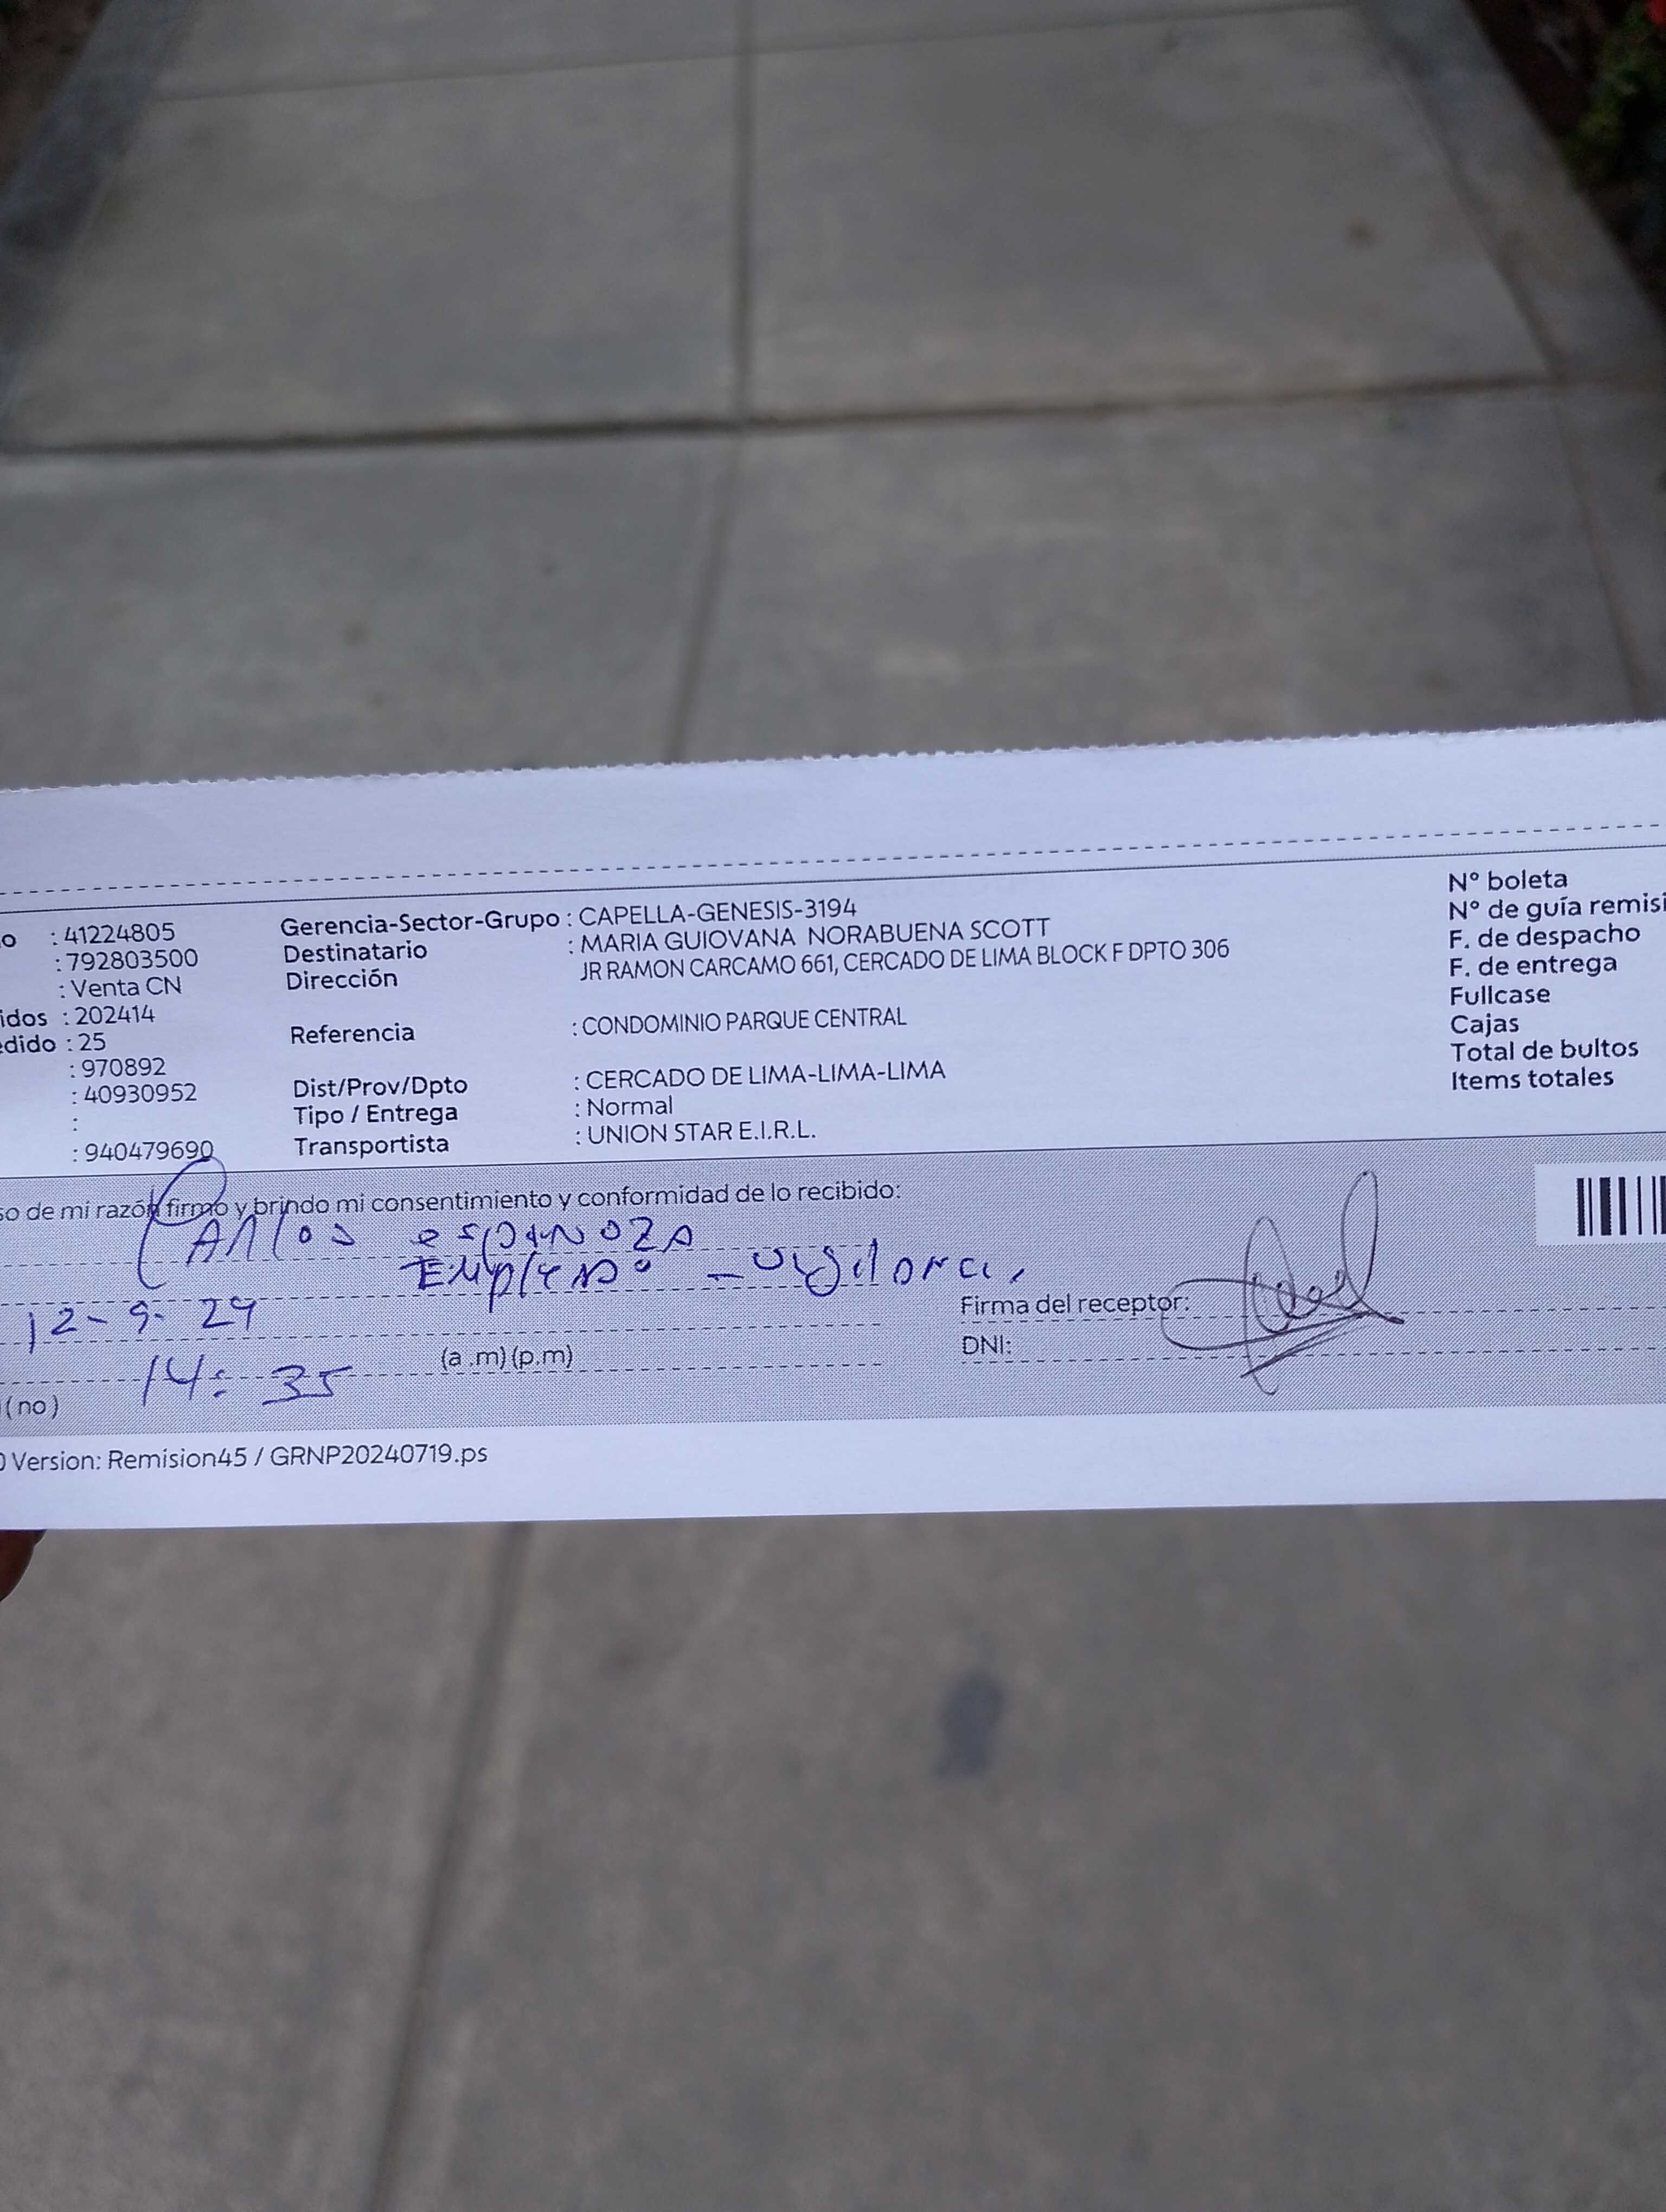 o : 41224805
: 792803500
: Venta CN
idos : 202414
edido : 25
: 970892
: 40930952
:
: 940479690
Gerencia-Sector-Grupo : CAPELLA-GENESIS-3194
Destinatario : MARIA GUIOVANA NORABUENA SCOTT
Dirección JR RAMON CARCAMO 661, CERCADO DE LIMA BLOCK F DPTO 306
Referencia : CONDOMINIO PARQUE CENTRAL
Dist/Prov/Dpto : CERCADO DE LIMA-LIMA-LIMA
Tipo / Entrega : Normal
Transportista : UNION STAR E.I.R.L.
N° boleta
N° de guía remisi
F. de despacho
F. de entrega
Fullcase
Cajas
Total de bultos
Items totales
so de mi razón firmo y brindo mi consentimiento y conformidad de lo recibido:
CARlos espiNOZA
12-9-24
Firma del receptor:
14:35 (a .m) (p.m)
DNI:
(no)
Version: Remision45 / GRNP20240719.ps